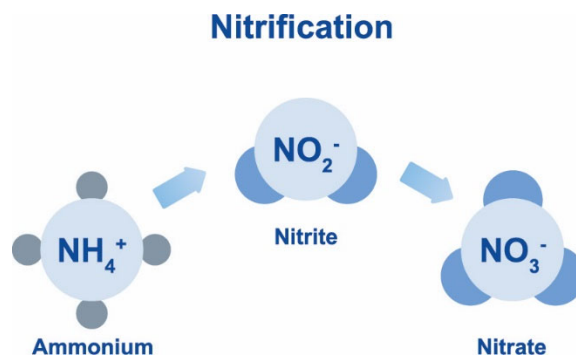 Nitrification
NO₂⁻
Nitrite
NH₄⁺
Ammonium
NO₃⁻
Nitrate